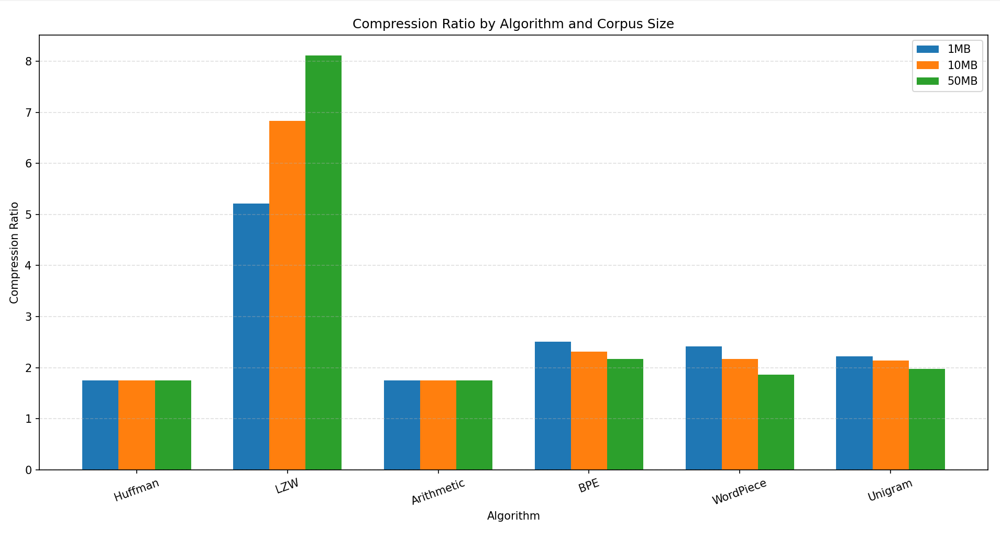 Compression Ratio by Algorithm and Corpus Size
1MB
10MB
50MB
Compression Ratio
8
7
6
5
4
3
2
1
0
Huffman
LZW
Arithmetic
BPE
WordPiece
Unigram
Algorithm